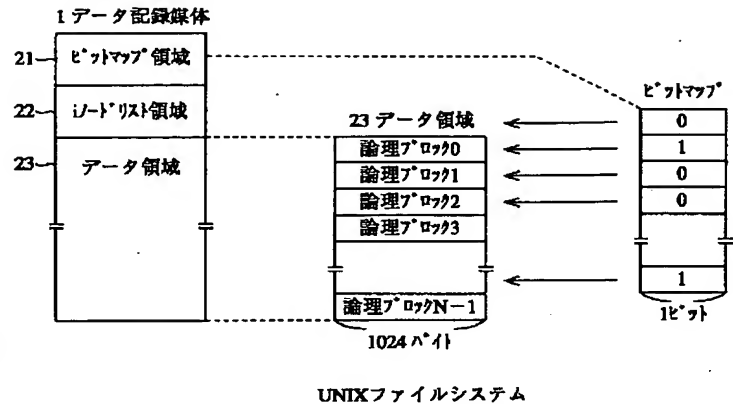 1 データ記録媒体
21 ビットマップ領域
22 iノードリスト領域
23 データ領域
23 データ領域
論理ブロック0
論理ブロック1
論理ブロック2
論理ブロック3
論理ブロックN-1
1024 バイト
ビットマップ
0
1
0
0
1
1ビット
UNIXファイルシステム